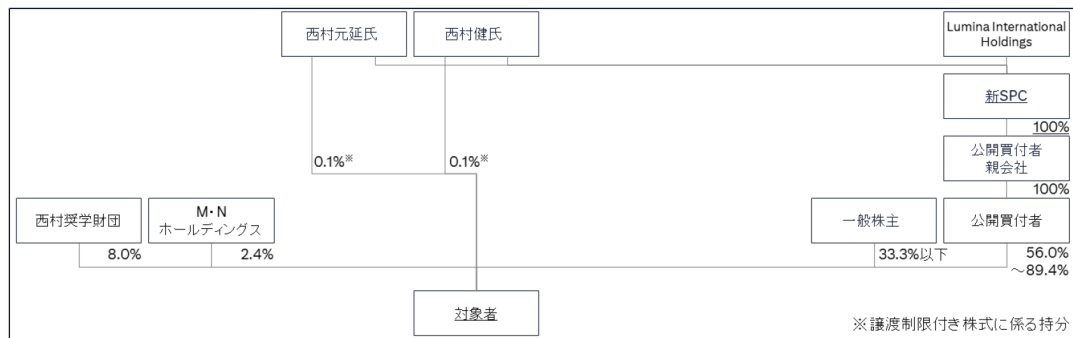 西村元延氏
西村健氏
Lumina International
Holdings
新SPC
100%
0.1%※
0.1%※
公開買付者
親会社
100%
西村奨学財団
M・N
ホールディングス
一般株主
公開買付者
8.0%
2.4%
33.3%以下
56.0%
~89.4%
対象者
※譲渡制限付き株式に係る持分